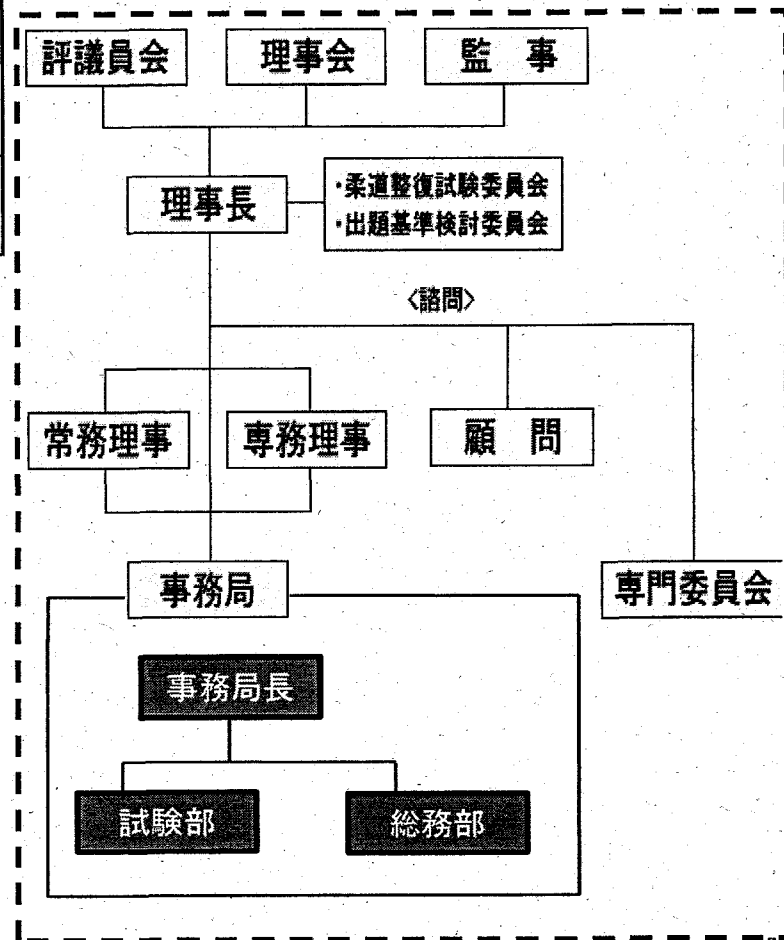 評議員会
理事会
監 事
理事長
・柔道整復試験委員会
・出題基準検討委員会
〈諮問〉
常務理事
専務理事
顧 問
事務局
専門委員会
事務局長
試験部
総務部